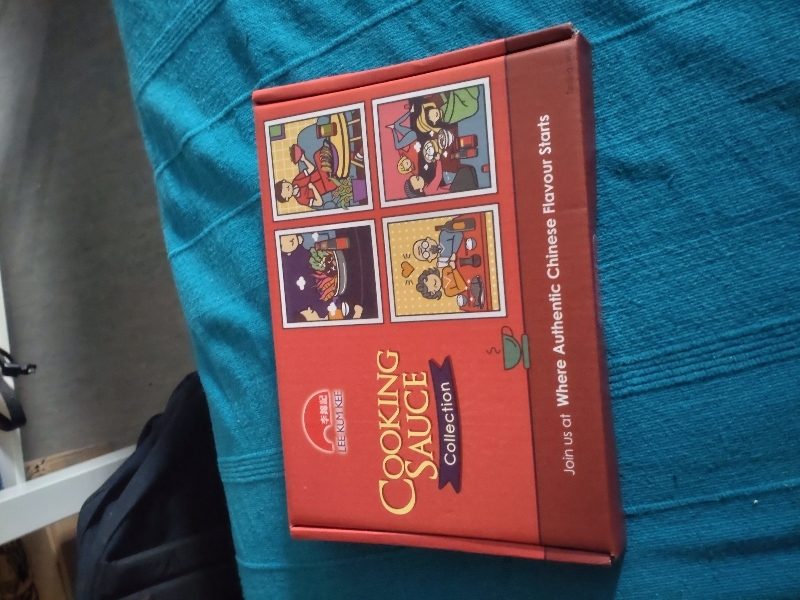 李錦記
LEE KUM KEE
COOKING
SAUCE
Collection
Join us at Where Authentic Chinese Flavour Starts